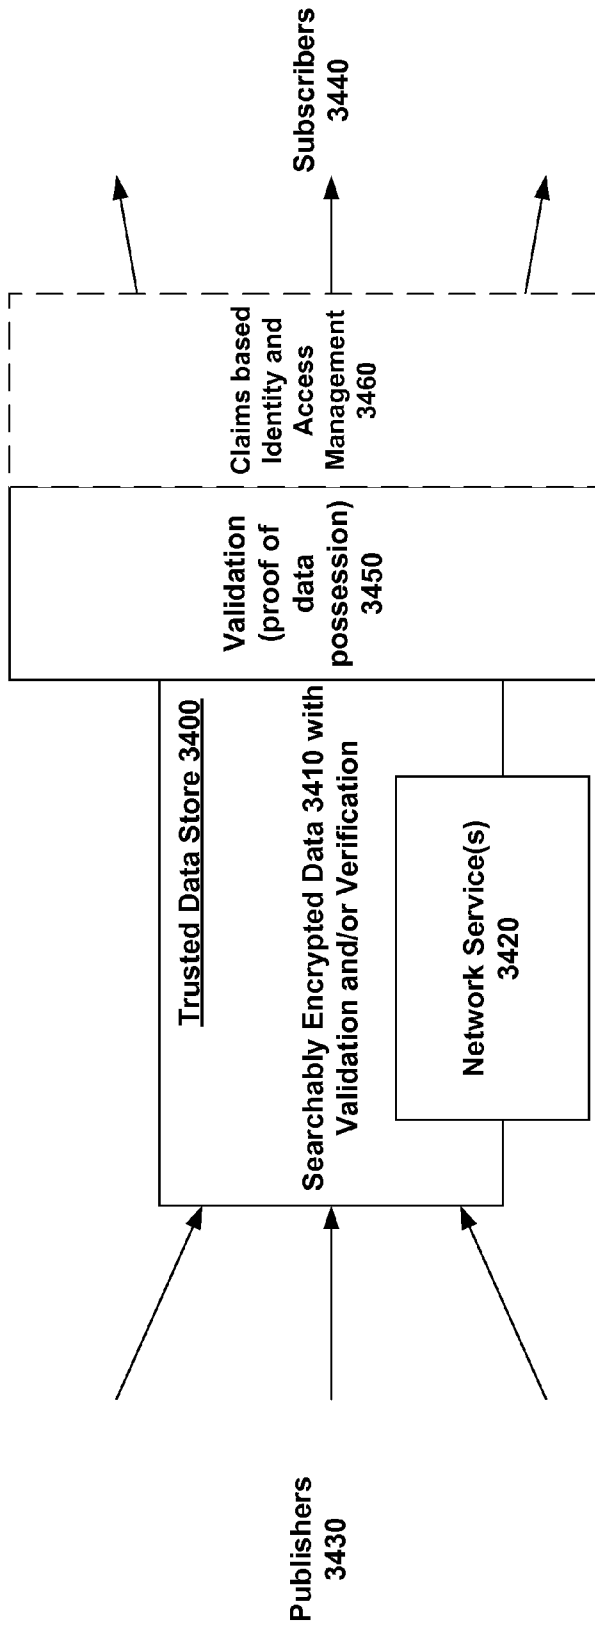 Publishers
3430
Trusted Data Store 3400
Searchably Encrypted Data 3410 with
Validation and/or Verification
Network Service(s)
3420
Validation
(proof of
data
possession)
3450
Claims based
Identity and
Access
Management
3460
Subscribers
3440